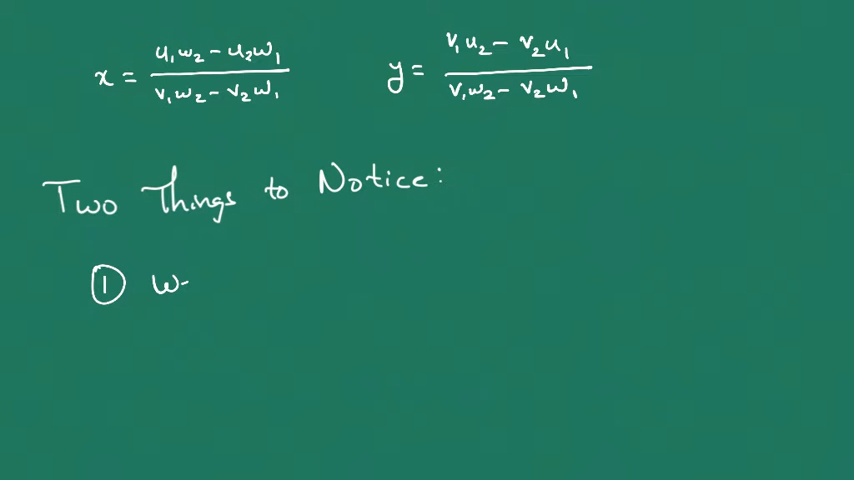 x = (u₁w₂ - u₂w₁)/(v₁w₂ - v₂w₁) y = (v₁u₂ - v₂u₁)/(v₁w₂ - v₂w₁)
Two Things to Notice:
① w-